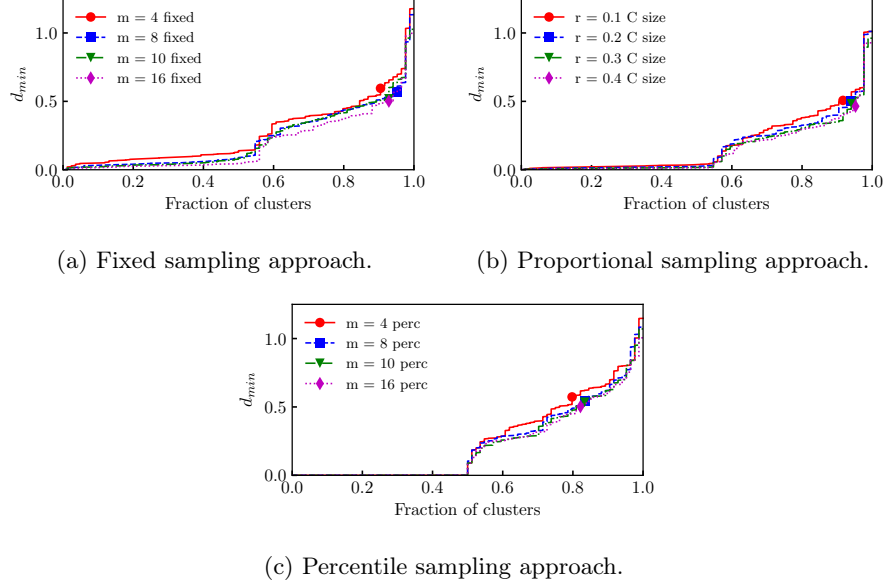 m = 4 fixed
m = 8 fixed
m = 10 fixed
m = 16 fixed
1.0
0.5
0.0
d_min
0.0 0.2 0.4 0.6 0.8 1.0
Fraction of clusters
(a) Fixed sampling approach.
r = 0.1 C size
r = 0.2 C size
r = 0.3 C size
r = 0.4 C size
1.0
0.5
0.0
d_min
0.0 0.2 0.4 0.6 0.8 1.0
Fraction of clusters
(b) Proportional sampling approach.
m = 4 perc
m = 8 perc
m = 10 perc
m = 16 perc
1.0
0.5
0.0
d_min
0.0 0.2 0.4 0.6 0.8 1.0
Fraction of clusters
(c) Percentile sampling approach.